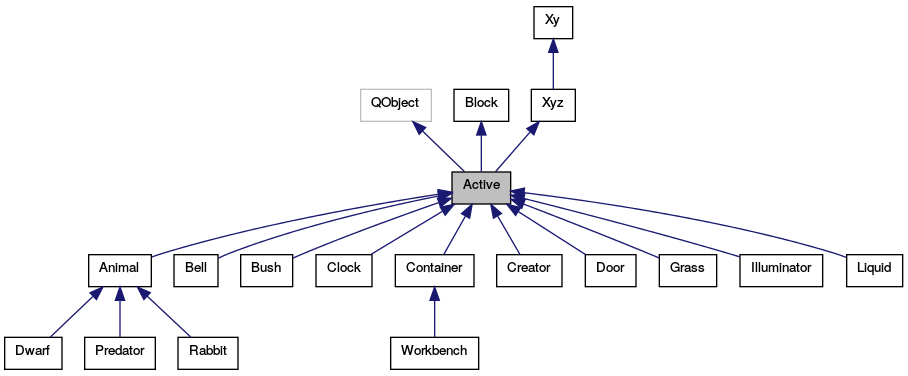 Xy
QObject
Block
Xyz
Active
Animal
Bell
Bush
Clock
Container
Creator
Door
Grass
Illuminator
Liquid
Dwarf
Predator
Rabbit
Workbench